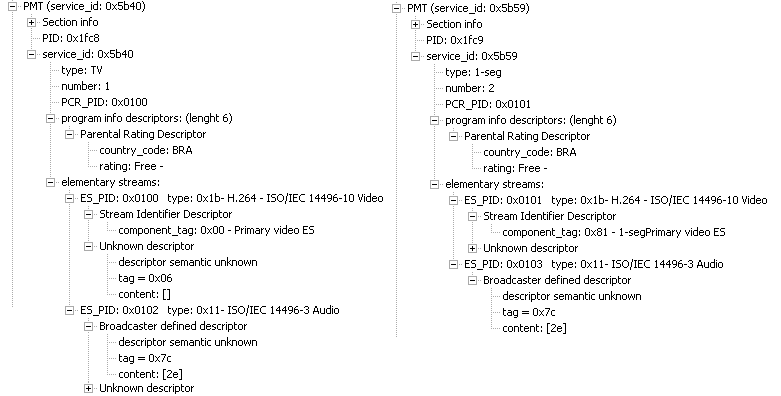 PMT (service_id: 0x5b40)
Section info
PID: 0x1fc8
service_id: 0x5b40
type: TV
number: 1
PCR_PID: 0x0100
program info descriptors: (lenght 6)
Parental Rating Descriptor
country_code: BRA
rating: Free -
elementary streams:
ES_PID: 0x0100 type: 0x1b- H.264 - ISO/IEC 14496-10 Video
Stream Identifier Descriptor
component_tag: 0x00 - Primary video ES
Unknown descriptor
descriptor semantic unknown
tag = 0x06
content: []
ES_PID: 0x0102 type: 0x11- ISO/IEC 14496-3 Audio
Broadcaster defined descriptor
descriptor semantic unknown
tag = 0x7c
content: [2e]
Unknown descriptor
PMT (service_id: 0x5b59)
Section info
PID: 0x1fc9
service_id: 0x5b59
type: 1-seg
number: 2
PCR_PID: 0x0101
program info descriptors: (lenght 6)
Parental Rating Descriptor
country_code: BRA
rating: Free -
elementary streams:
ES_PID: 0x0101 type: 0x1b- H.264 - ISO/IEC 14496-10 Video
Stream Identifier Descriptor
component_tag: 0x81 - 1-segPrimary video ES
Unknown descriptor
ES_PID: 0x0103 type: 0x11- ISO/IEC 14496-3 Audio
Broadcaster defined descriptor
descriptor semantic unknown
tag = 0x7c
content: [2e]